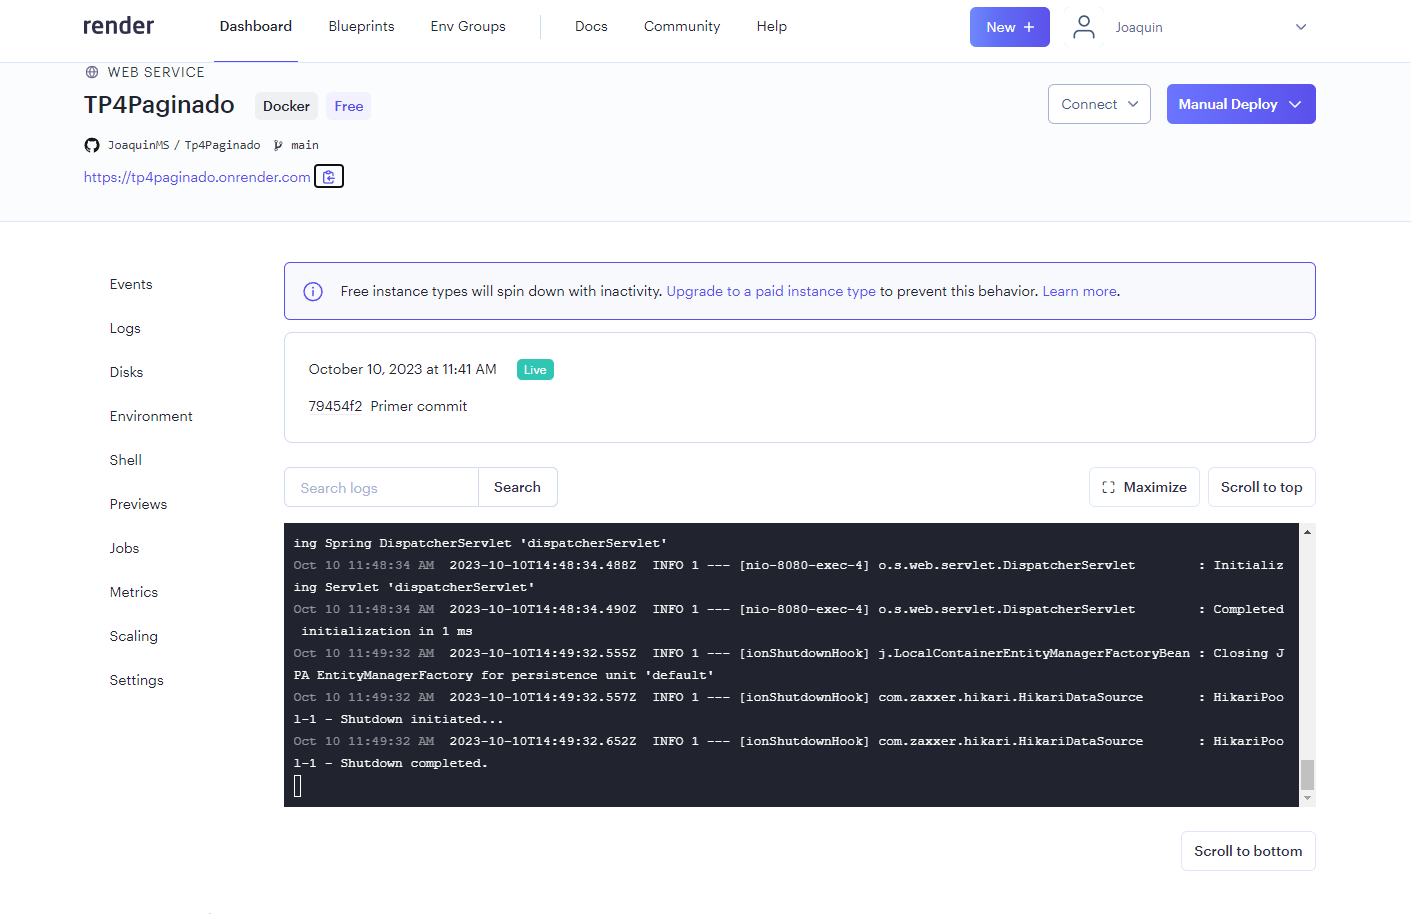 render Dashboard Blueprints Env Groups Docs Community Help New + Joaquin
WEB SERVICE
TP4Paginado Docker Free Connect Manual Deploy
JoaquinMS / Tp4Paginado main
https://tp4paginado.onrender.com
Events
Logs
Disks
Environment
Shell
Previews
Jobs
Metrics
Scaling
Settings
Free instance types will spin down with inactivity. Upgrade to a paid instance type to prevent this behavior. Learn more.
October 10, 2023 at 11:41 AM Live
79454f2 Primer commit
Search logs Search Maximize Scroll to top
ing Spring DispatcherServlet 'dispatcherServlet'
Oct 10 11:48:34 AM 2023-10-10T14:48:34.488Z INFO 1 --- [nio-8080-exec-4] o.s.web.servlet.DispatcherServlet : Initializ
ing Servlet 'dispatcherServlet'
Oct 10 11:48:34 AM 2023-10-10T14:48:34.490Z INFO 1 --- [nio-8080-exec-4] o.s.web.servlet.DispatcherServlet : Completed
initialization in 1 ms
Oct 10 11:49:32 AM 2023-10-10T14:49:32.555Z INFO 1 --- [ionShutdownHook] j.LocalContainerEntityManagerFactoryBean : Closing J
PA EntityManagerFactory for persistence unit 'default'
Oct 10 11:49:32 AM 2023-10-10T14:49:32.557Z INFO 1 --- [ionShutdownHook] com.zaxxer.hikari.HikariDataSource : HikariPoo
l-1 - Shutdown initiated...
Oct 10 11:49:32 AM 2023-10-10T14:49:32.652Z INFO 1 --- [ionShutdownHook] com.zaxxer.hikari.HikariDataSource : HikariPoo
l-1 - Shutdown completed.
Scroll to bottom